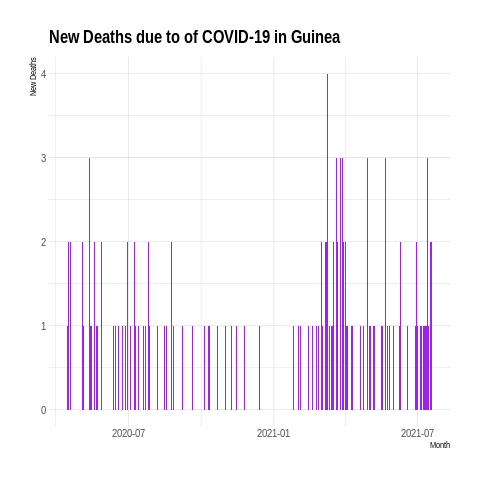 New Deaths due to of COVID-19 in Guinea
New Deaths
4
3
2
1
0
2020-07
2021-01
2021-07
Month